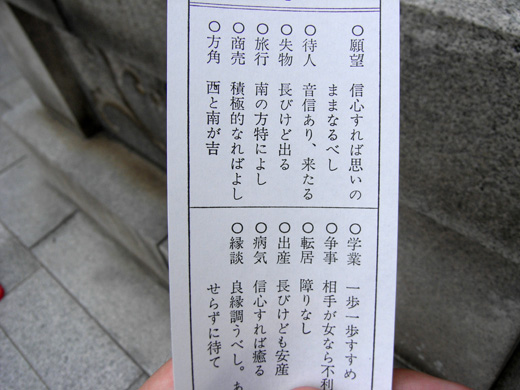 ○願望　信心すれば思いの
ままなるべし
○待人　音信あり、来たる
○失物　長びけど出る
○旅行　南の方特によし
○商売　積極的なればよし
○方角　西と南が吉
○学業　一歩一歩すすめ
○争事　相手が女なら不利
○転居　障りなし
○出産　長びけども安産
○病気　信心すれば癒る
○縁談　良縁調うべし。あ
せらずに待て